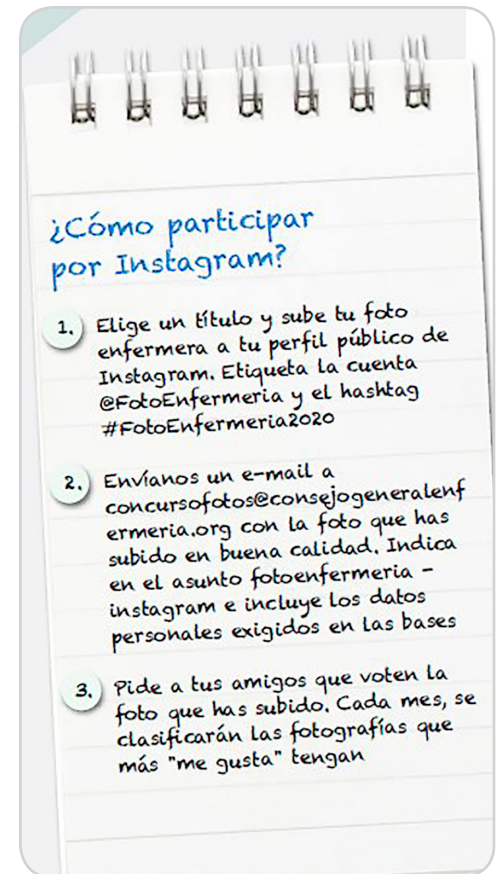 ¿Cómo participar
por Instagram?
1. Elige un título y sube tu foto
enfermera a tu perfil público de
Instagram. Etiqueta la cuenta
@FotoEnfermeria y el hashtag
#FotoEnfermeria2020
2. Envíanos un e-mail a
concursofotos@consejogeneralenf
ermeria.org con la foto que has
subido en buena calidad. Indica
en el asunto fotoenfermeria -
instagram e incluye los datos
personales exigidos en las bases
3. Pide a tus amigos que voten la
foto que has subido. Cada mes, se
clasificarán las fotografías que
más "me gusta" tengan